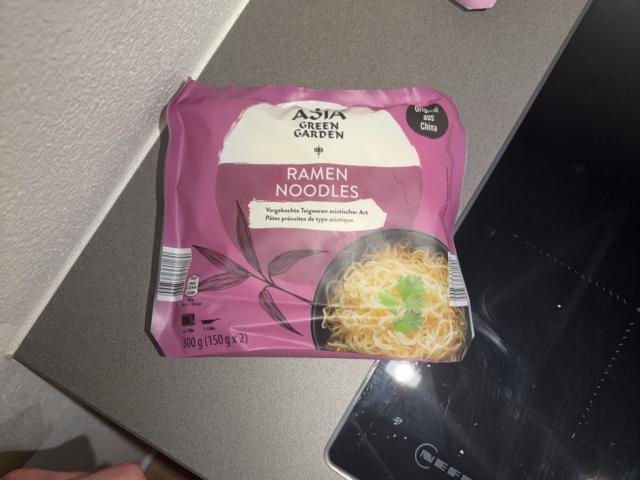 ASIA
GREEN
GARDEN
Original
aus
China
RAMEN
NOODLES
Vorgekochte Teigwaren asiatischer Art
Pâtes précuites de type asiatique
300 g (150 g x 2)
NEFF